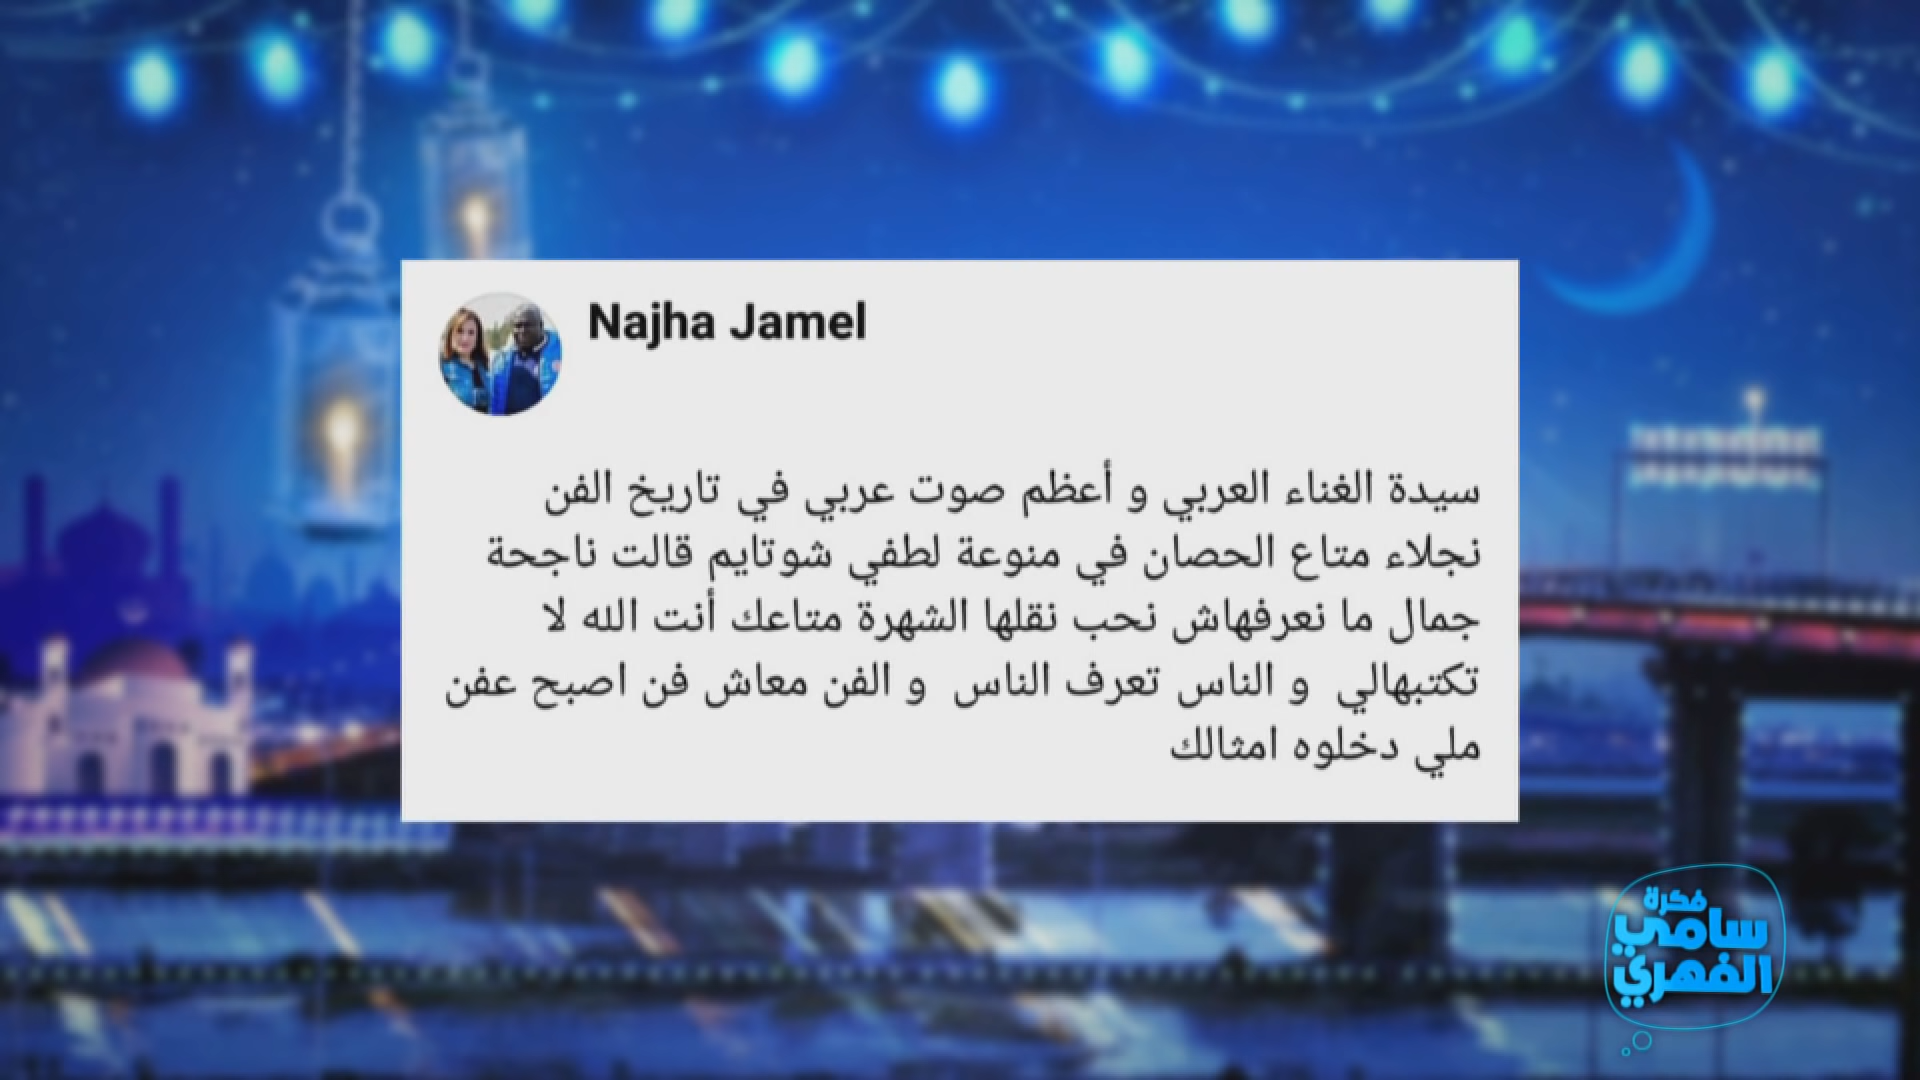 Najha Jamel
سيدة الغناء العربي و أعظم صوت عربي في تاريخ الفن
نجلاء متاع الحصان في منوعة لطفي شوتايم قالت ناجحة
جمال ما نعرفهاش نحب نقلها الشهرة متاعك أنت الله لا
تكتبهالي و الناس تعرف الناس و الفن معاش فن اصبح عفن
ملي دخلوه امثالك
فكرة
سامي
الفهري